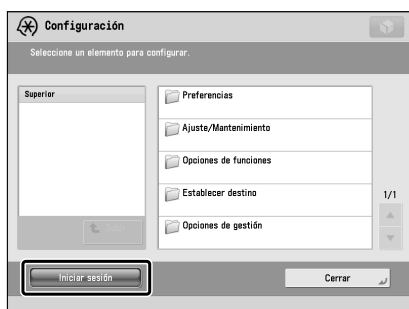 Configuración
Seleccione un elemento para configurar.
Superior
Preferencias
Ajuste/Mantenimiento
Opciones de funciones
Establecer destino
Opciones de gestión
1/1
Subir
Iniciar sesión
Cerrar